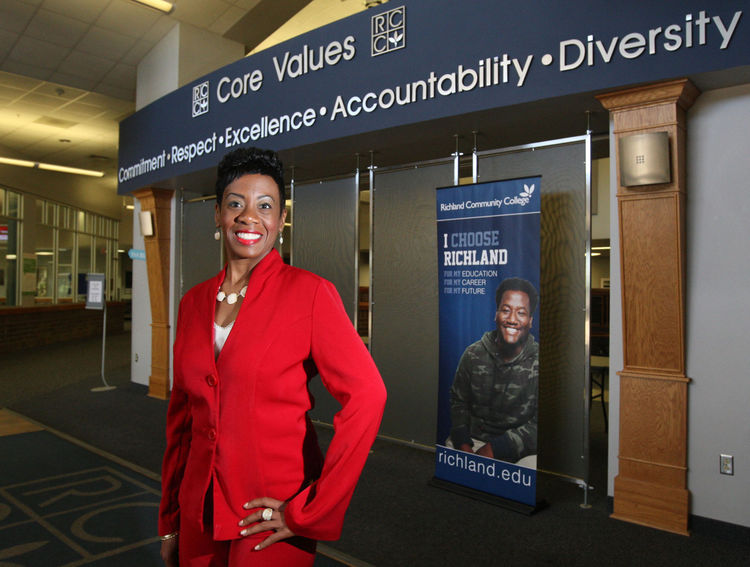 RCC
Core Values
RCC
Commitment • Respect • Excellence • Accountability • Diversity
Richland Community College
I CHOOSE
RICHLAND
FOR MY EDUCATION
FOR MY CAREER
FOR MY FUTURE
richland.edu
RCC